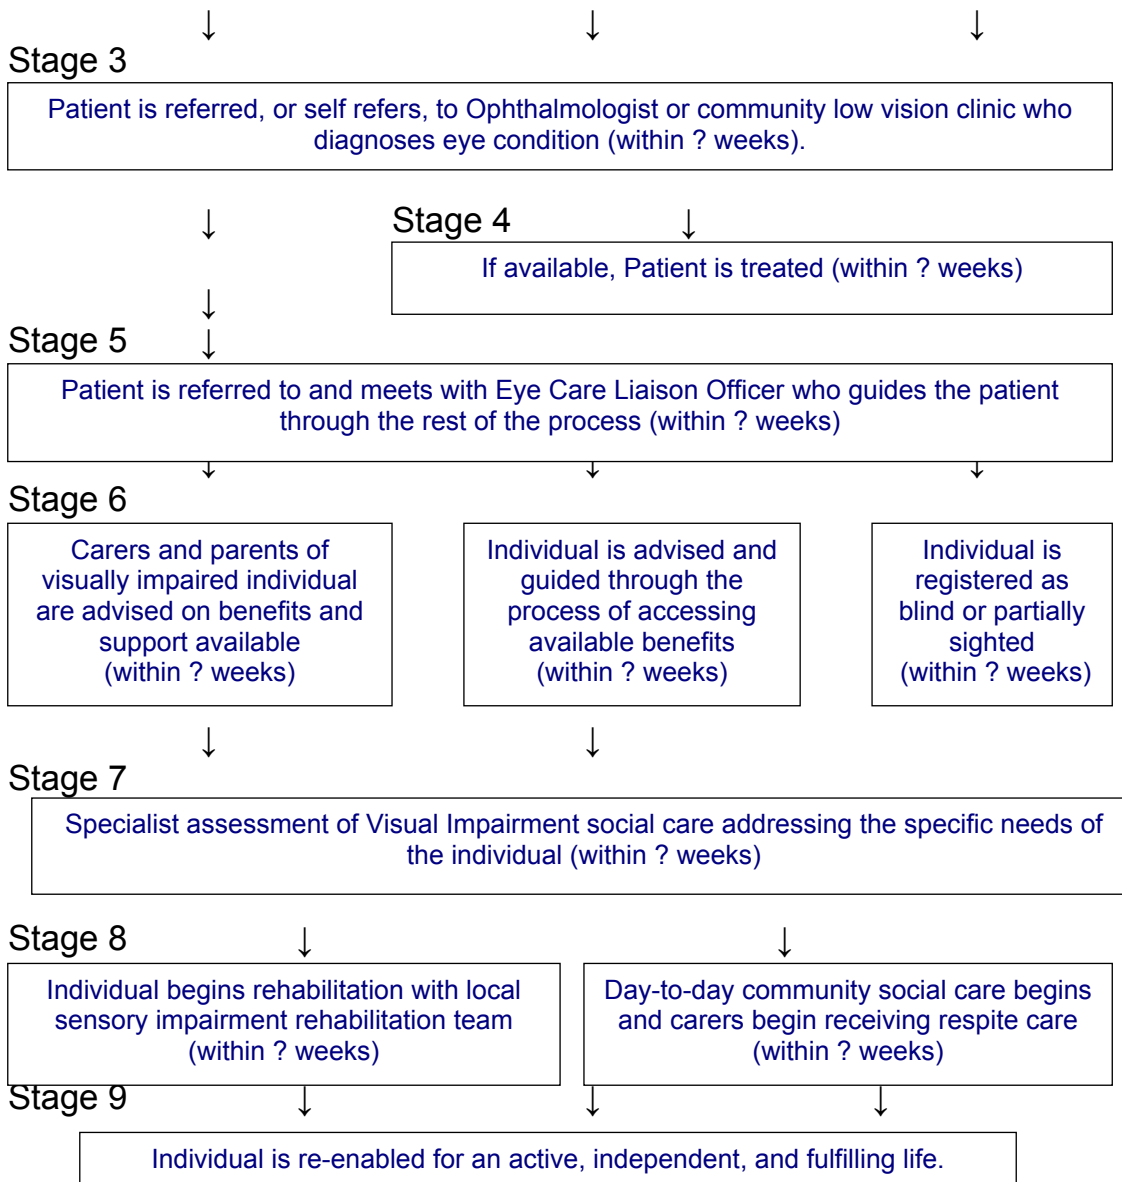 ↓ ↓ ↓
Stage 3
Patient is referred, or self refers, to Ophthalmologist or community low vision clinic who
diagnoses eye condition (within ? weeks).
↓ Stage 4 ↓
If available, Patient is treated (within ? weeks)
↓
Stage 5 ↓
Patient is referred to and meets with Eye Care Liaison Officer who guides the patient
through the rest of the process (within ? weeks)
↓ ↓ ↓
Stage 6
Carers and parents of
visually impaired individual
are advised on benefits and
support available
(within ? weeks)
Individual is advised and
guided through the
process of accessing
available benefits
(within ? weeks)
Individual is
registered as
blind or partially
sighted
(within ? weeks)
↓ ↓
Stage 7
Specialist assessment of Visual Impairment social care addressing the specific needs of
the individual (within ? weeks)
Stage 8 ↓ ↓
Individual begins rehabilitation with local
sensory impairment rehabilitation team
(within ? weeks)
Day-to-day community social care begins
and carers begin receiving respite care
(within ? weeks)
Stage 9 ↓ ↓ ↓
Individual is re-enabled for an active, independent, and fulfilling life.